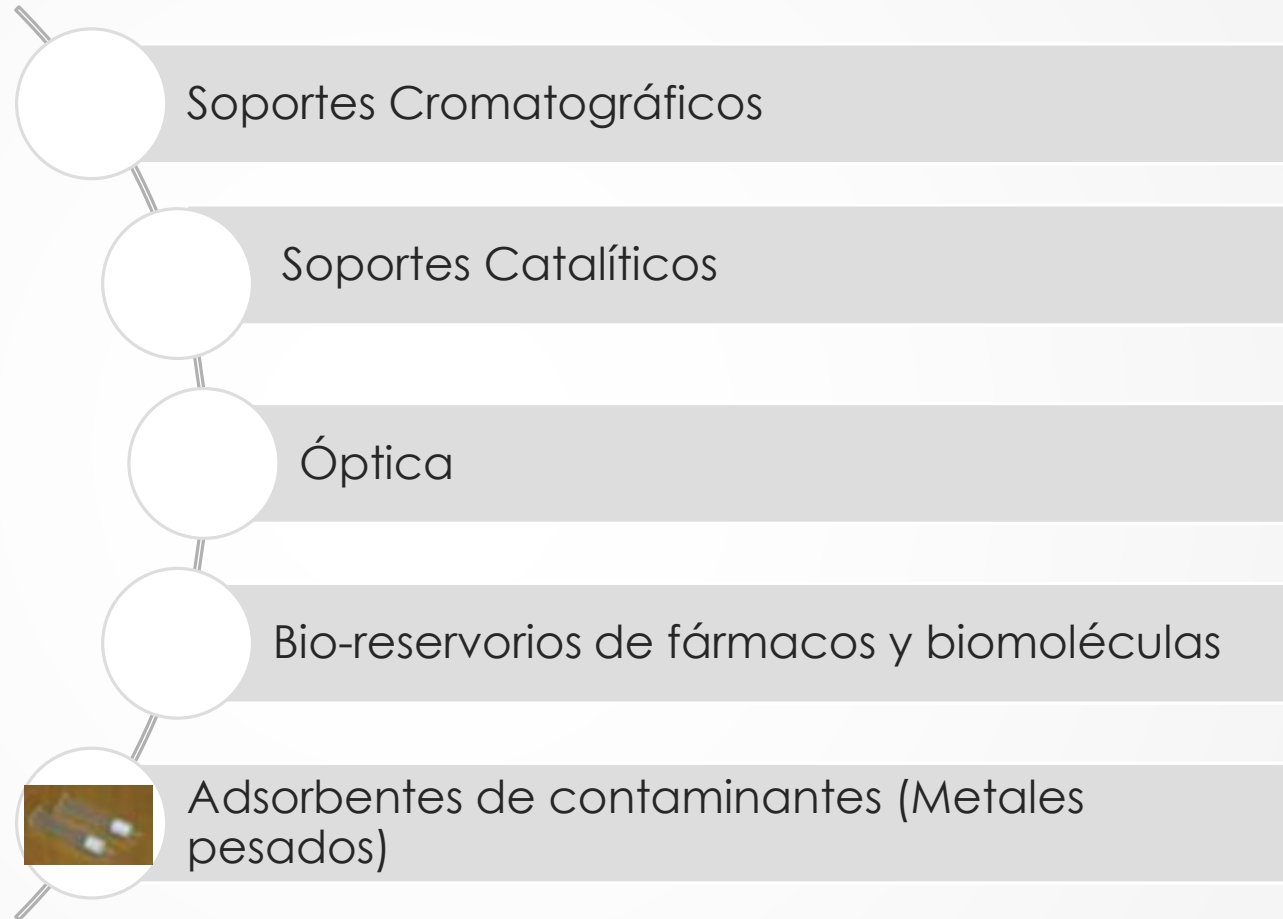 Soportes Cromatográficos
Soportes Catalíticos
Óptica
Bio-reservorios de fármacos y biomoléculas
Adsorbentes de contaminantes (Metales
pesados)